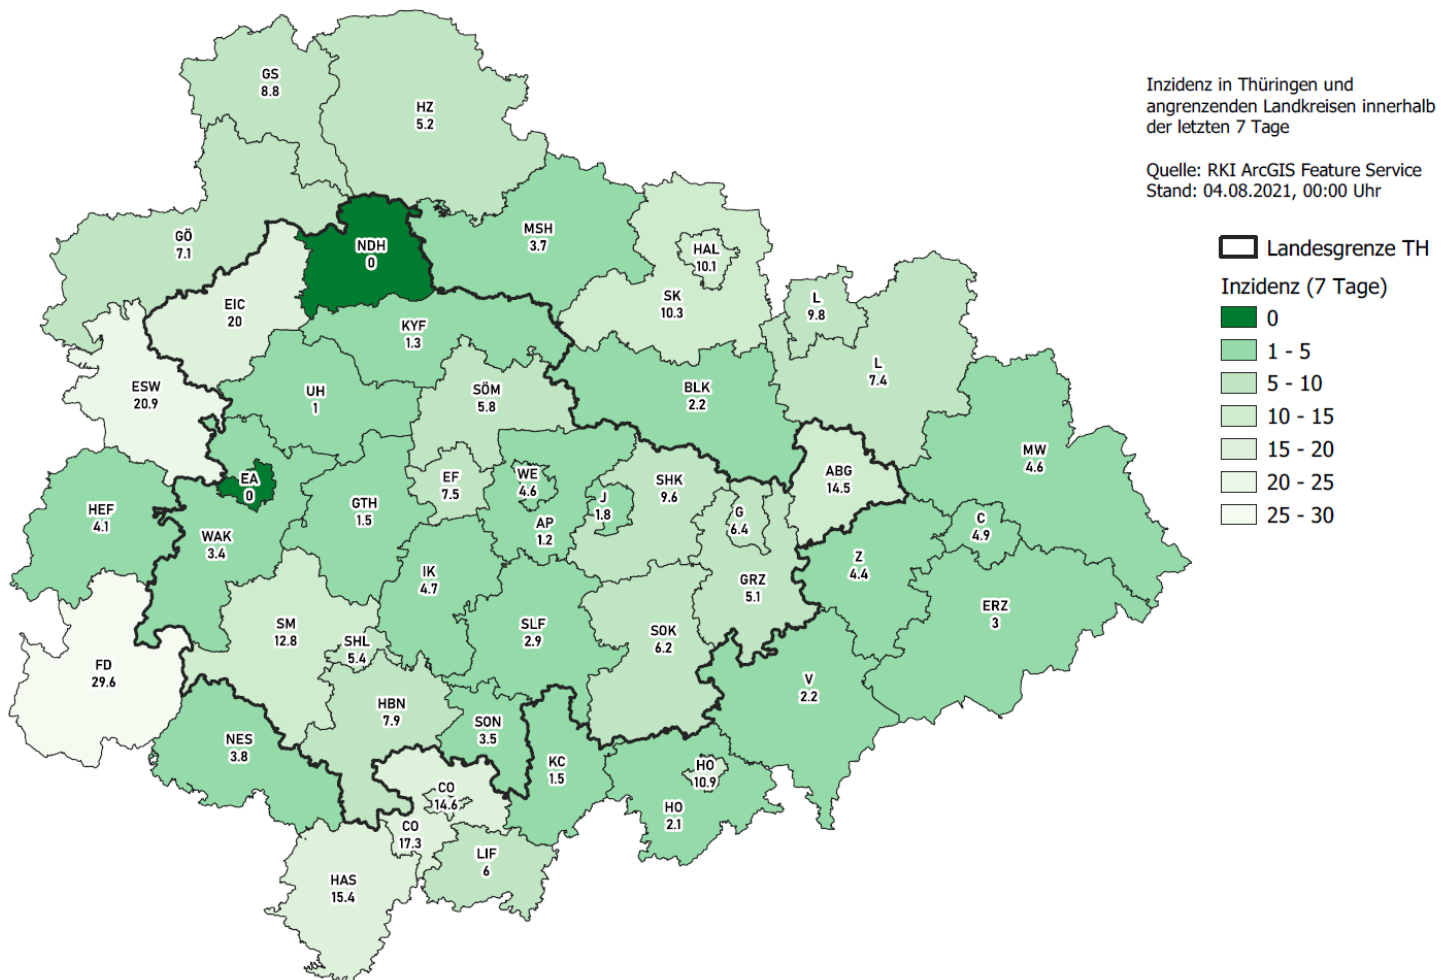 GS
8.8
HZ
5.2
Inzidenz in Thüringen und
angrenzenden Landkreisen innerhalb
der letzten 7 Tage
Quelle: RKI ArcGIS Feature Service
Stand: 04.08.2021, 00:00 Uhr
Landesgrenze TH
Inzidenz (7 Tage)
0
1 - 5
5 - 10
10 - 15
15 - 20
20 - 25
25 - 30
GÖ
7.1
NDH
0
MSH
3.7
HAL
10.1
EIC
20
SK
10.3
L
9.8
KYF
1.3
L
7.4
ESW
20.9
UH
1
SÖM
5.8
BLK
2.2
MW
4.6
EA
0
EF
7.5
WE
4.6
J
1.8
SHK
9.6
G
6.4
ABG
14.5
HEF
4.1
GTH
1.5
AP
1.2
C
4.9
WAK
3.4
IK
4.7
GRZ
5.1
Z
4.4
ERZ
3
SM
12.8
SHL
5.4
SLF
2.9
SOK
6.2
FD
29.6
V
2.2
HBN
7.9
SON
3.5
NES
3.8
KC
1.5
HO
10.9
CO
14.6
HO
2.1
CO
17.3
LIF
6
HAS
15.4